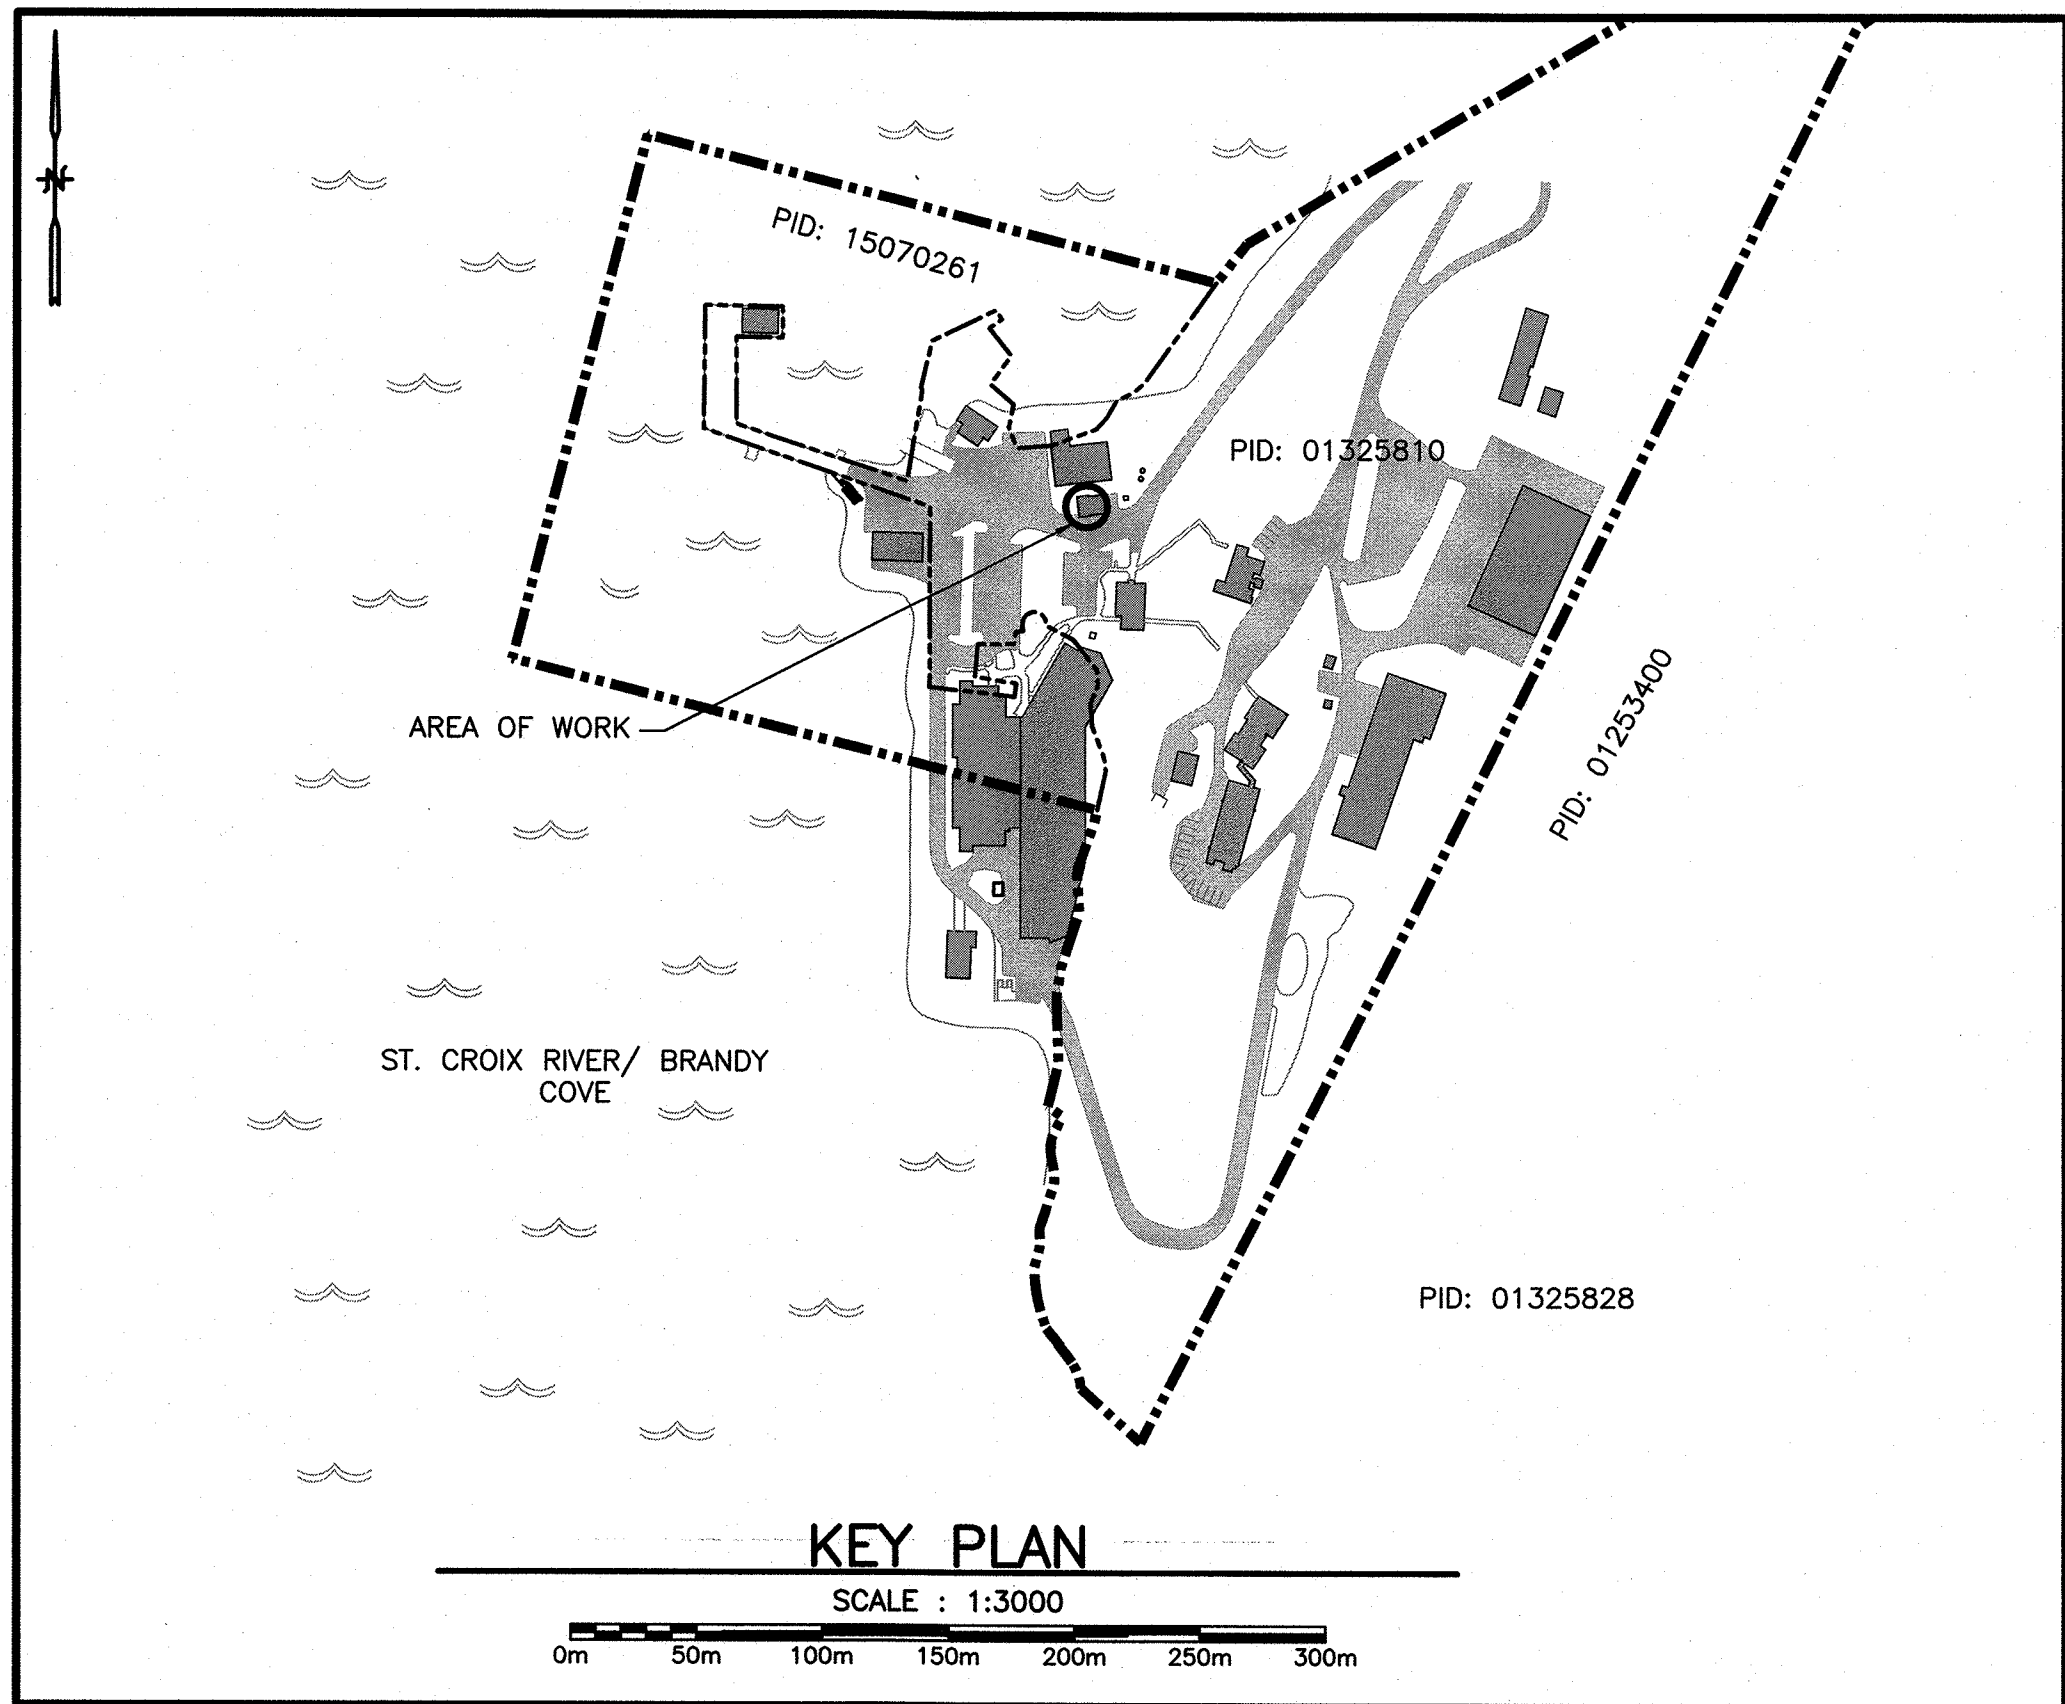 N
PID: 15070261
PID: 01325810
PID: 01253400
AREA OF WORK
ST. CROIX RIVER/ BRANDY
COVE
PID: 01325828
KEY PLAN
SCALE : 1:3000
0m 50m 100m 150m 200m 250m 300m